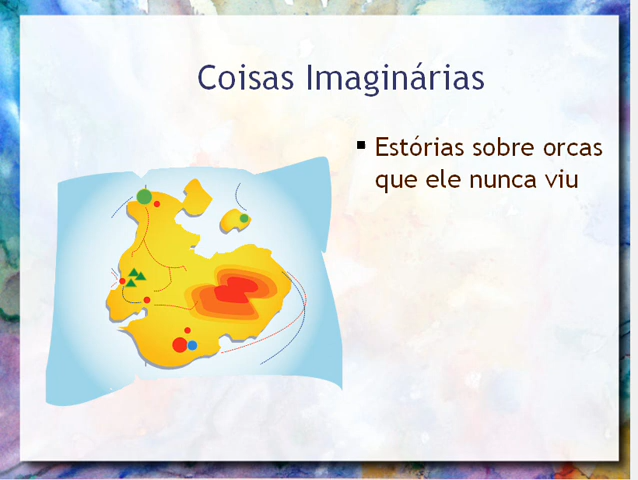 Coisas Imaginárias
▪ Estórias sobre orcas
que ele nunca viu